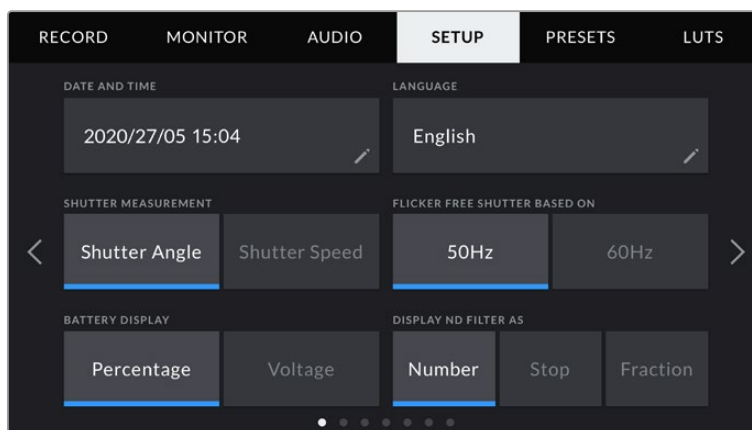 RECORD MONITOR AUDIO SETUP PRESETS LUTS
DATE AND TIME LANGUAGE
2020/27/05 15:04 English
SHUTTER MEASUREMENT FLICKER FREE SHUTTER BASED ON
Shutter Angle Shutter Speed 50Hz 60Hz
BATTERY DISPLAY DISPLAY ND FILTER AS
Percentage Voltage Number Stop Fraction